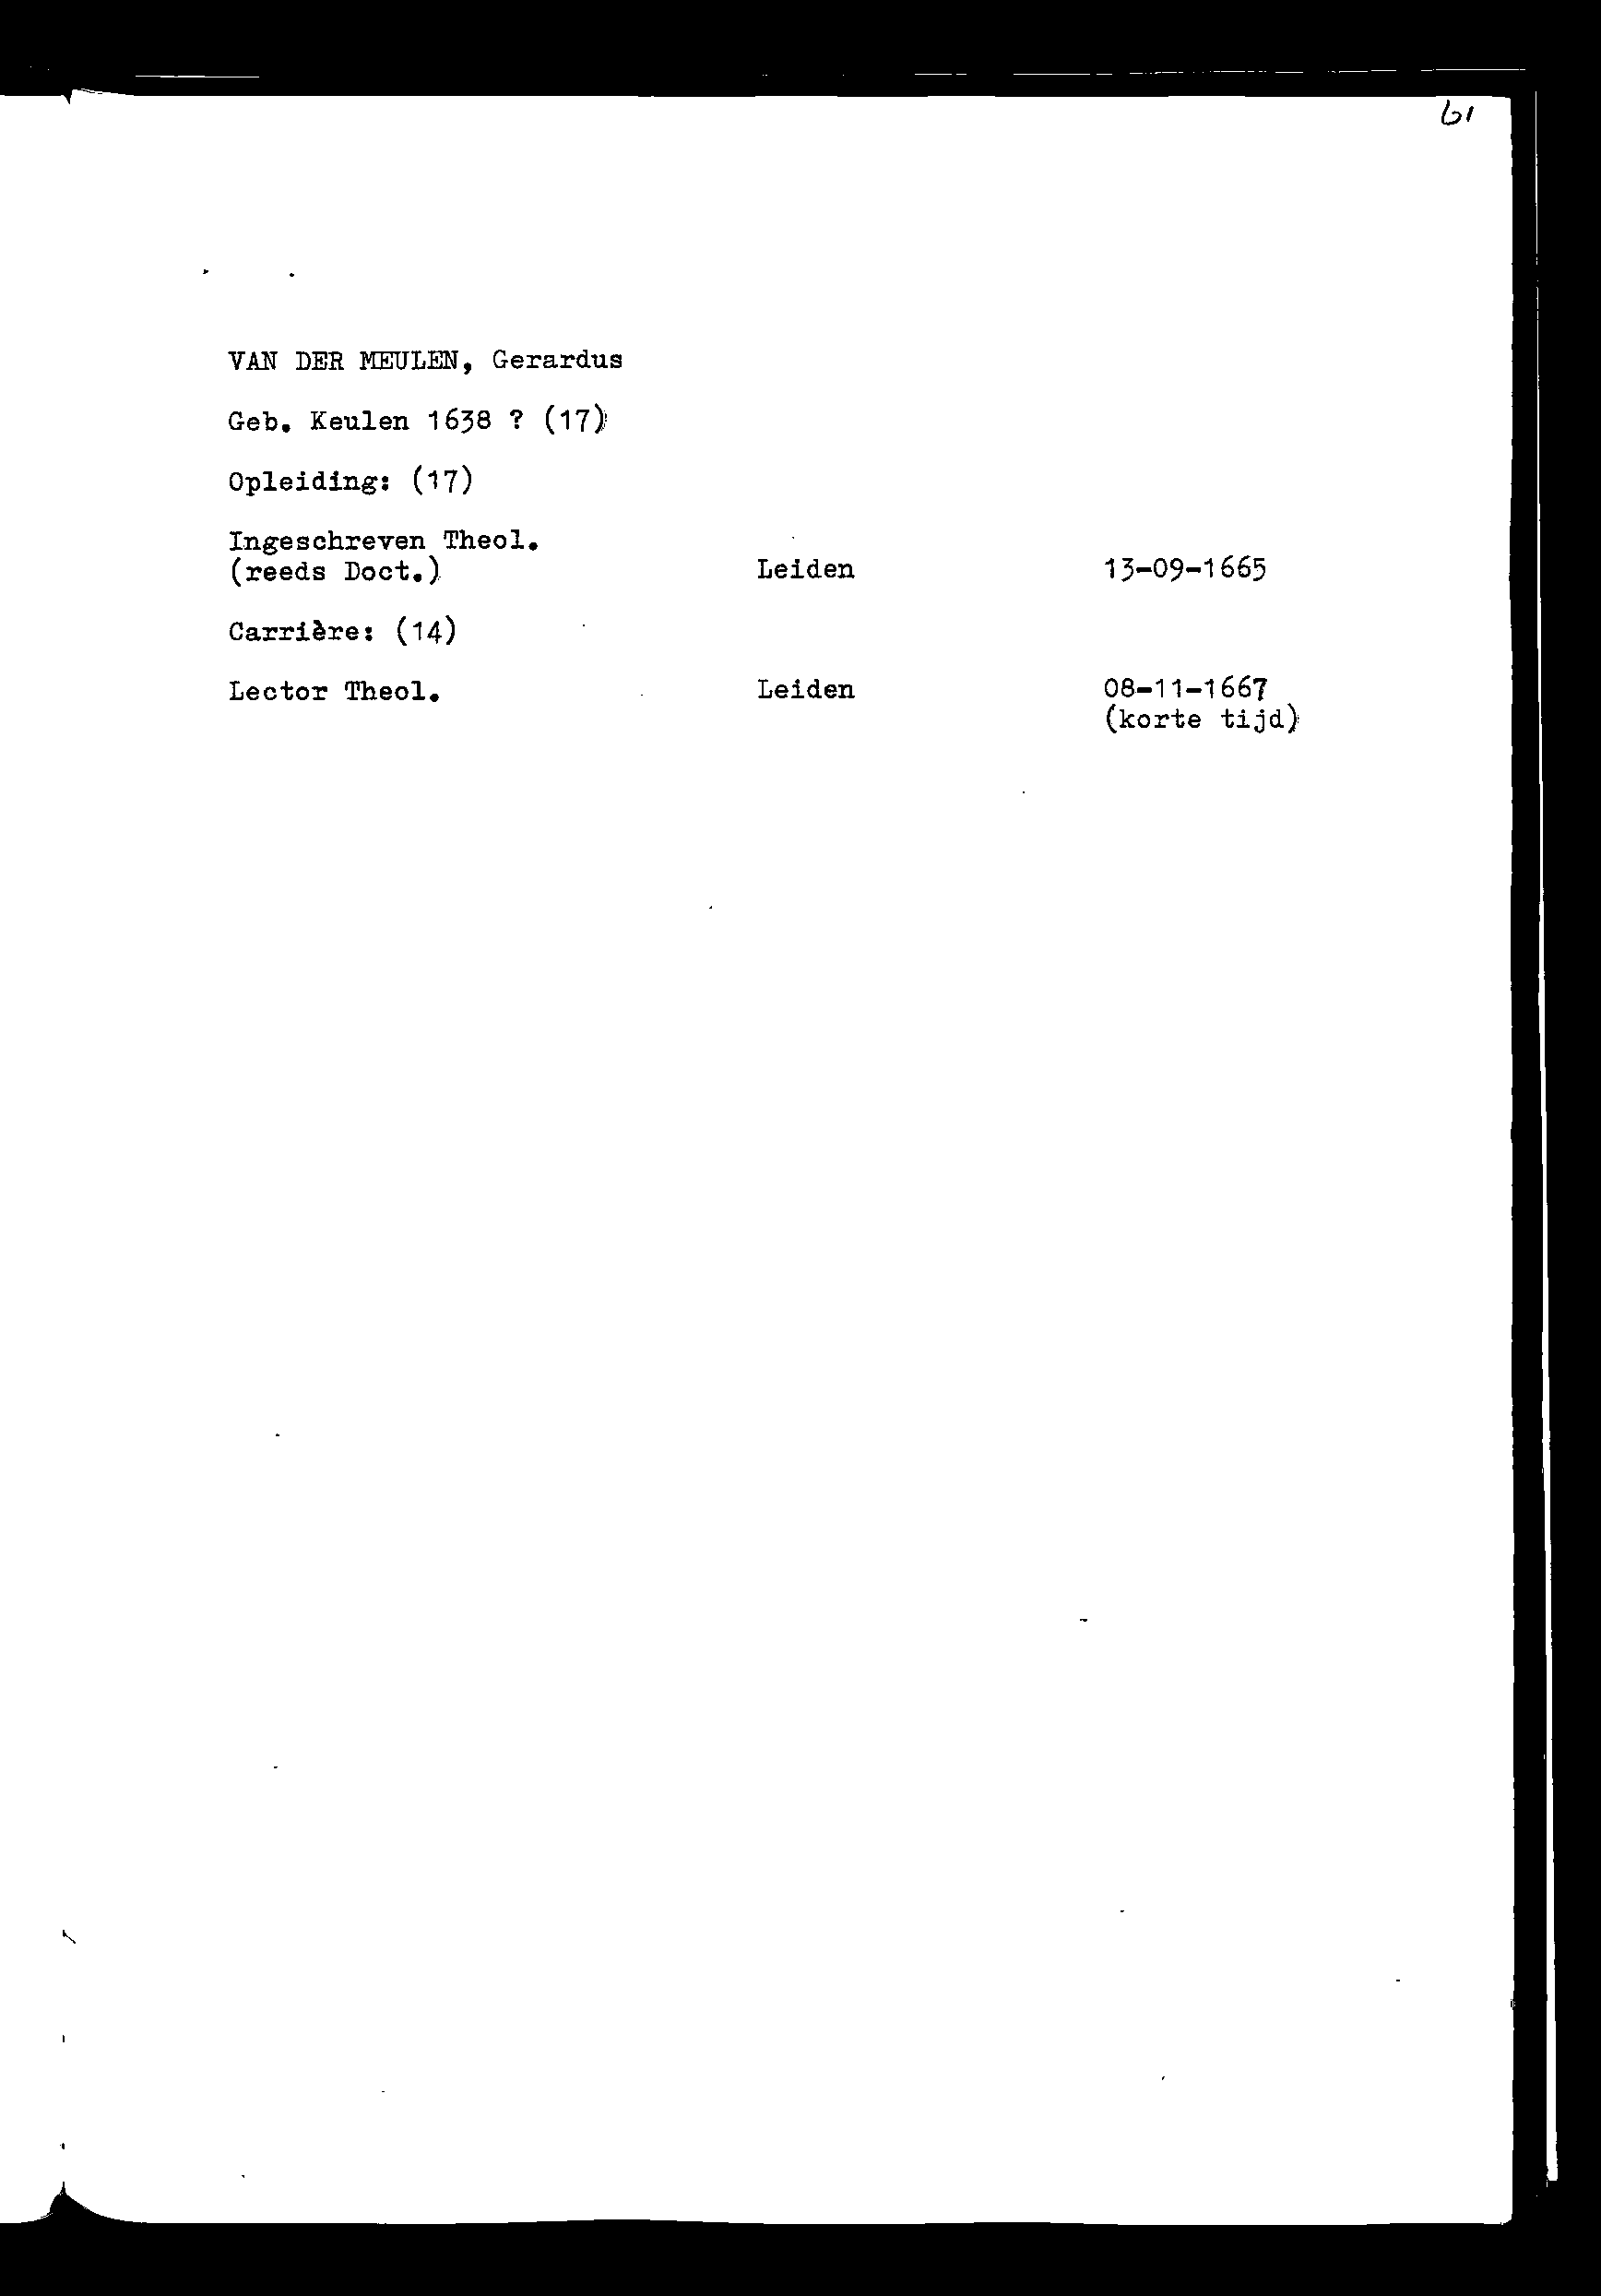 61
VAN DER MEULEN, Gerardus
Geb. Keulen 1638 ? (17)
Opleiding: (17)
Ingeschreven Theol.
(reeds Doct.) Leiden 13-09-1665
Carrière: (14)
Lector Theol. Leiden 08-11-1667
(korte tijd)